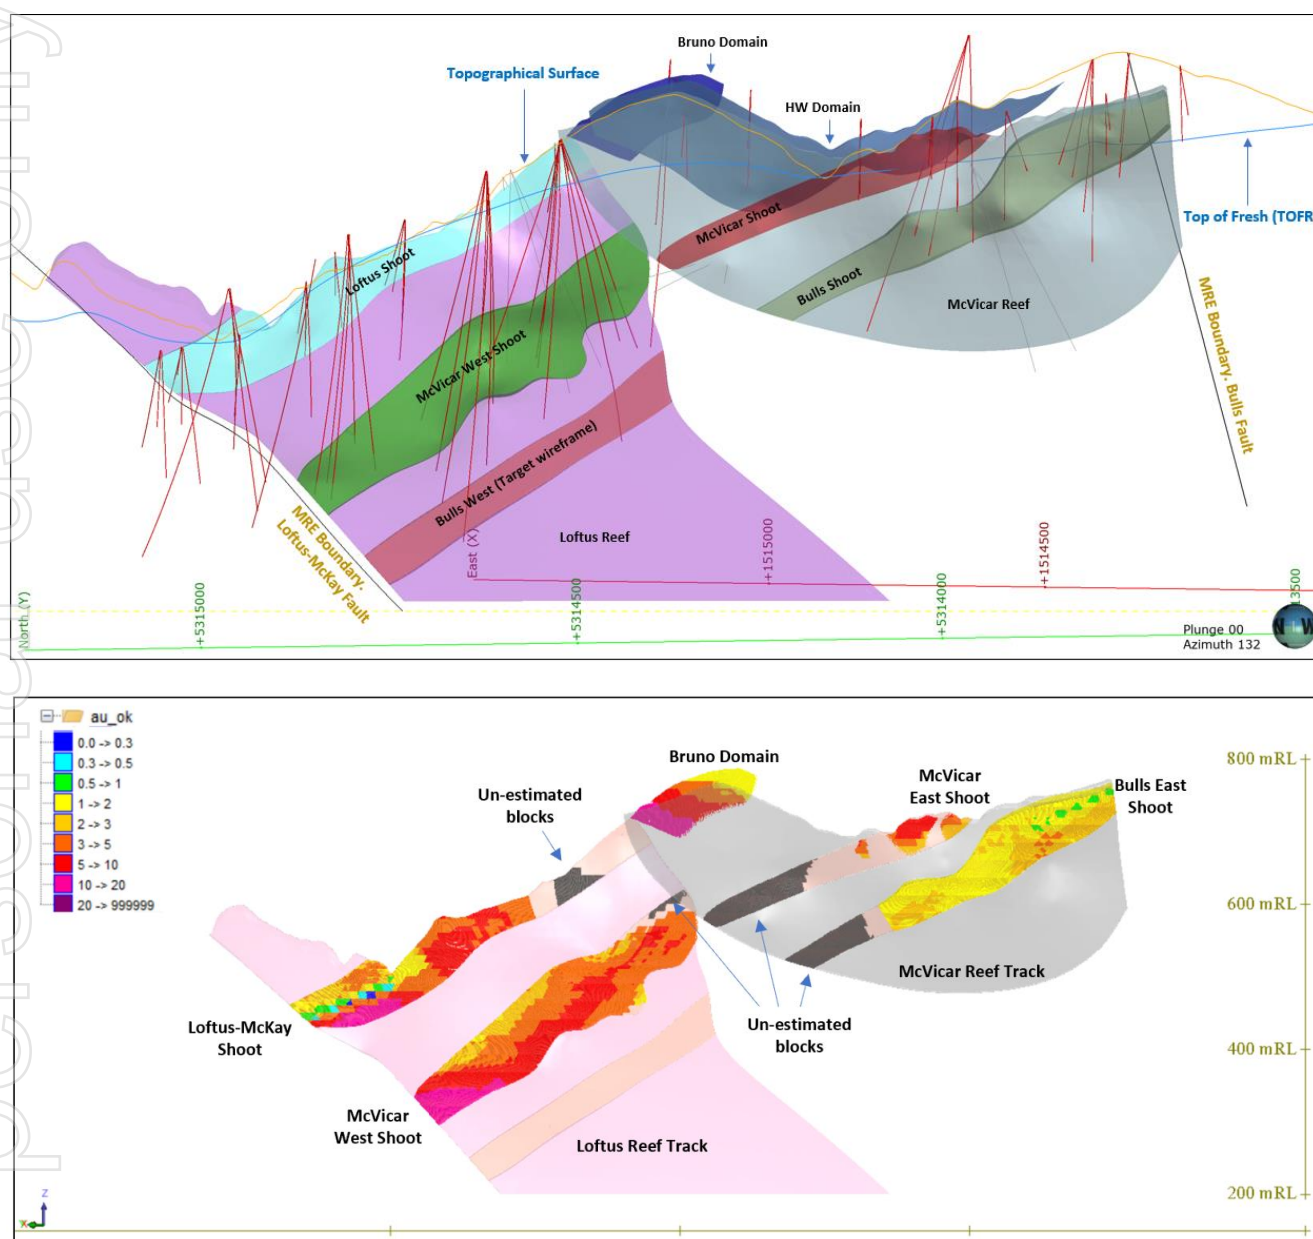 Bruno Domain
Topographical Surface
HW Domain
Loftus Shoot
McVicar Shoot
Top of Fresh (TOFR
Bulls Shoot
McVicar Reef
McVicar West Shoot
MRE Boundary. Bulls Fault
Bulls West (Target wireframe)
Loftus Reef
MRE Boundary.
Loftus-McKay Fault
East (X)
+1515000
+1514500
North (Y)
+5315000
+5314500
+5314000
13500
Plunge 00
Azimuth 132
N W
au_ok
0.0 -> 0.3
0.3 -> 0.5
0.5 -> 1
1 -> 2
2 -> 3
3 -> 5
5 -> 10
10 -> 20
20 -> 999999
Bruno Domain
Un-estimated
blocks
McVicar
East Shoot
Bulls East
Shoot
800 mRL
600 mRL
McVicar Reef Track
Loftus-McKay
Shoot
Un-estimated
blocks
400 mRL
McVicar
West Shoot
Loftus Reef Track
200 mRL
Z